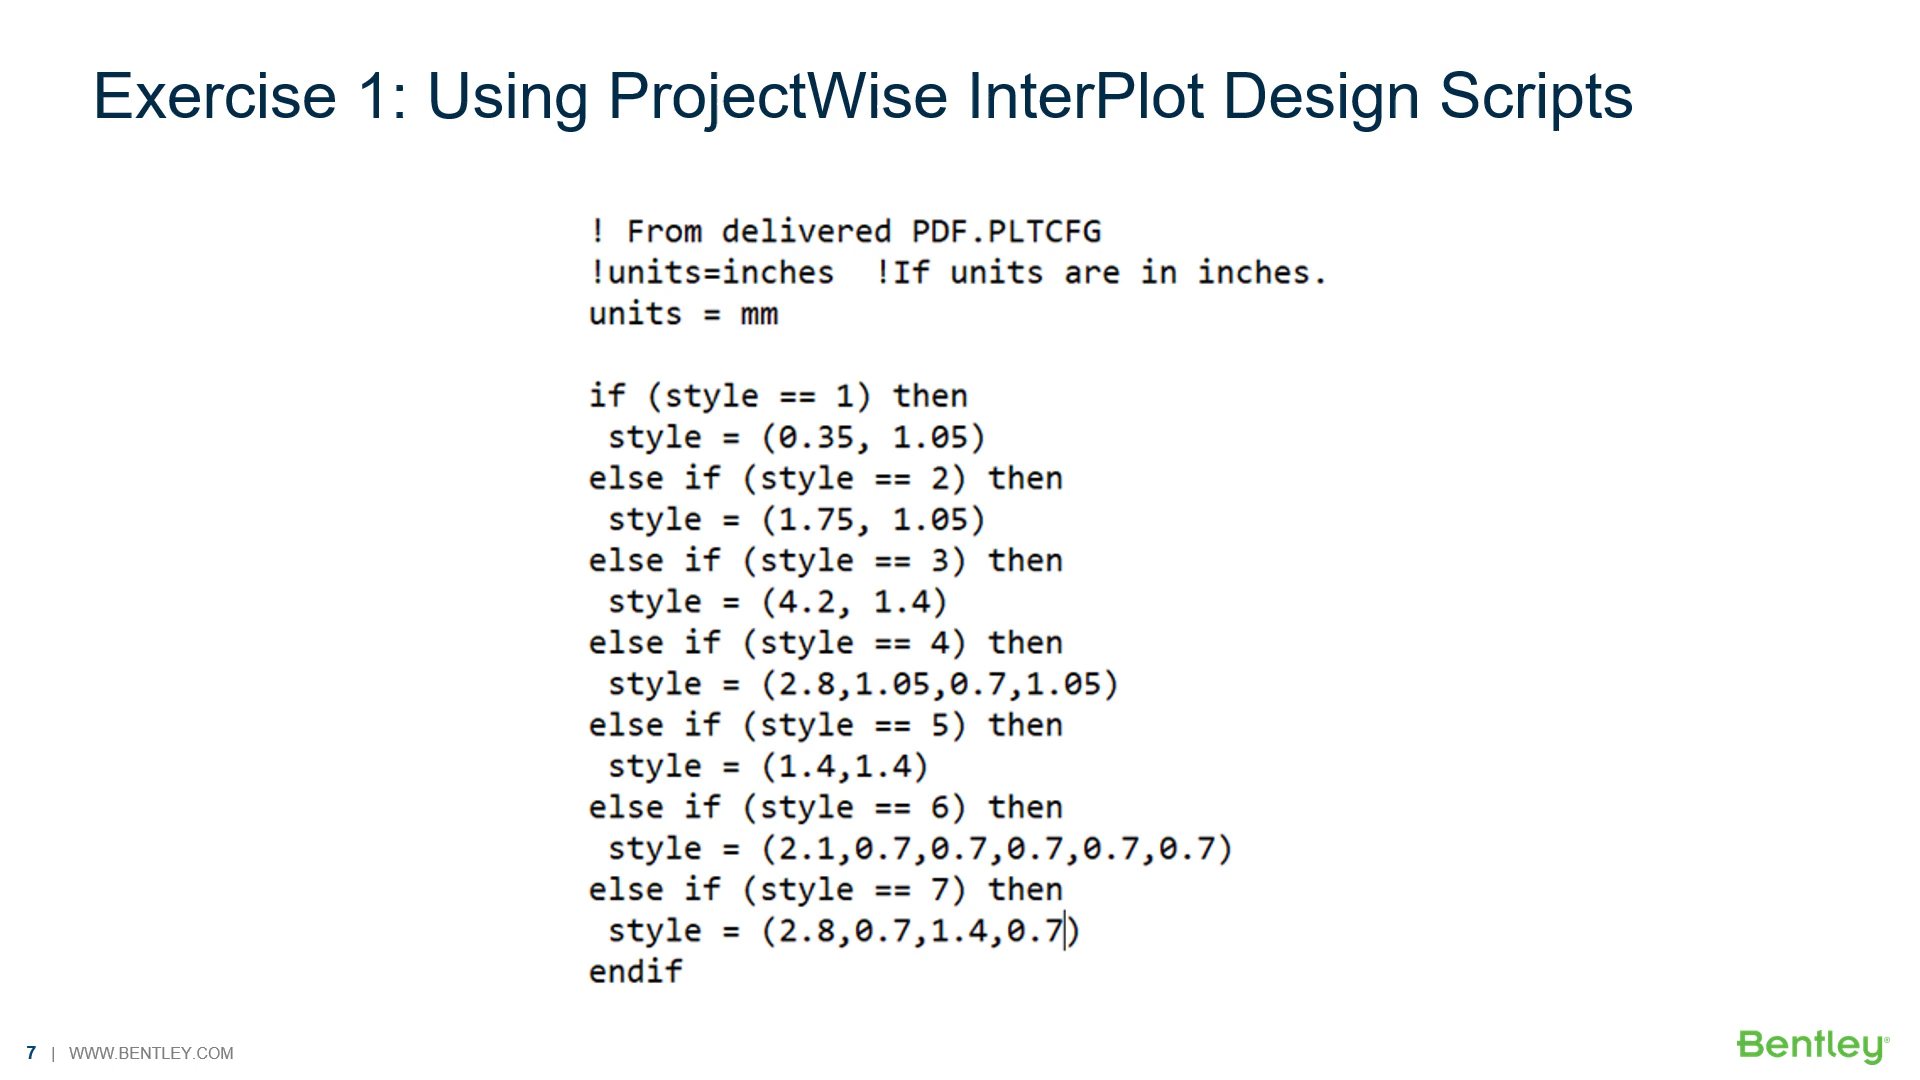 Exercise 1: Using ProjectWise InterPlot Design Scripts
! From delivered PDF.PLTCFG
!units=inches  !If units are in inches.
units = mm
if (style == 1) then
 style = (0.35, 1.05)
else if (style == 2) then
 style = (1.75, 1.05)
else if (style == 3) then
 style = (4.2, 1.4)
else if (style == 4) then
 style = (2.8,1.05,0.7,1.05)
else if (style == 5) then
 style = (1.4,1.4)
else if (style == 6) then
 style = (2.1,0.7,0.7,0.7,0.7,0.7)
else if (style == 7) then
 style = (2.8,0.7,1.4,0.7)
endif
7 | WWW.BENTLEY.COM
Bentley®